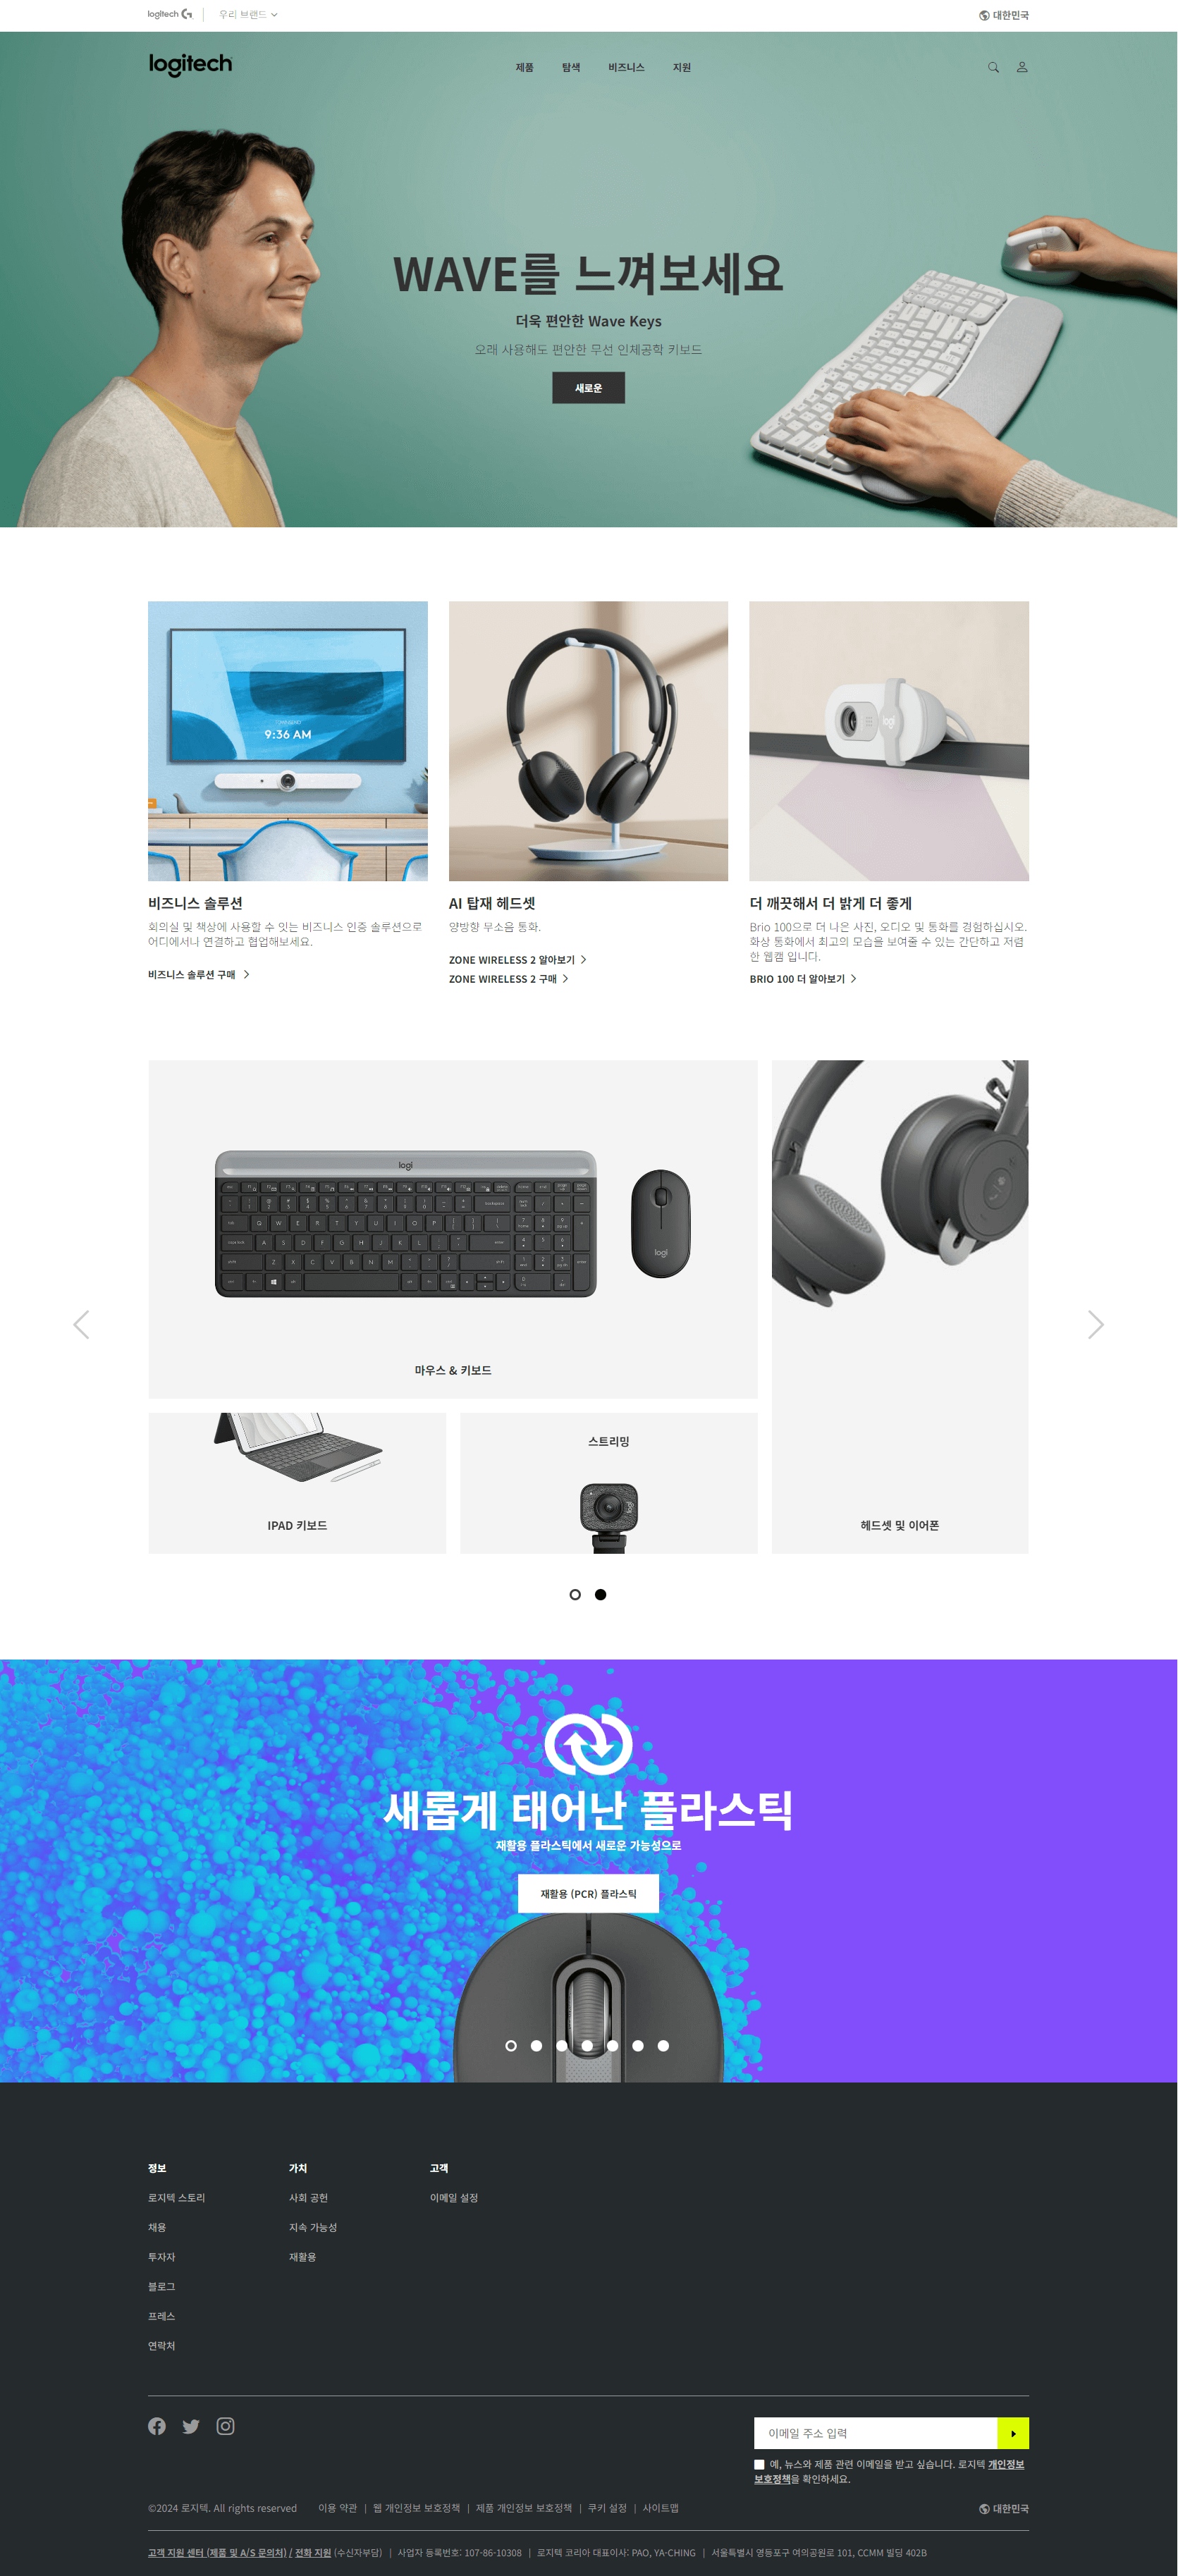 logitech G
우리 브랜드
대한민국
logitech
제품
탐색
비즈니스
지원
WAVE를 느껴보세요
더욱 편안한 Wave Keys
오래 사용해도 편안한 무선 인체공학 키보드
새로운
9:36 AM
logi
비즈니스 솔루션
회의실 및 책상에 사용할 수 잇는 비즈니스 인증 솔루션으로
어디에서나 연결하고 협업해보세요.
비즈니스 솔루션 구매
AI 탑재 헤드셋
양방향 무소음 통화.
ZONE WIRELESS 2 알아보기
ZONE WIRELESS 2 구매
더 깨끗해서 더 밝게 더 좋게
Brio 100으로 더 나은 사진, 오디오 및 통화를 경험하십시오.
화상 통화에서 최고의 모습을 보여줄 수 있는 간단하고 저렴
한 웹캠 입니다.
BRIO 100 더 알아보기
logi
logi
마우스 & 키보드
IPAD 키보드
스트리밍
logi
헤드셋 및 이어폰
새롭게 태어난 플라스틱
재활용 플라스틱에서 새로운 가능성으로
재활용 (PCR) 플라스틱
정보
로지텍 스토리
채용
투자자
블로그
프레스
연락처
가치
사회 공헌
지속 가능성
재활용
고객
이메일 설정
이메일 주소 입력
예, 뉴스와 제품 관련 이메일을 받고 싶습니다. 로지텍 개인정보
보호정책을 확인하세요.
©2024 로지텍. All rights reserved
이용 약관 | 웹 개인정보 보호정책 | 제품 개인정보 보호정책 | 쿠키 설정 | 사이트맵
대한민국
고객 지원 센터 (제품 및 A/S 문의처) / 전화 지원 (수신자부담) | 사업자 등록번호: 107-86-10308 | 로지텍 코리아 대표이사: PAO, YA-CHING | 서울특별시 영등포구 여의공원로 101, CCMM 빌딩 402B